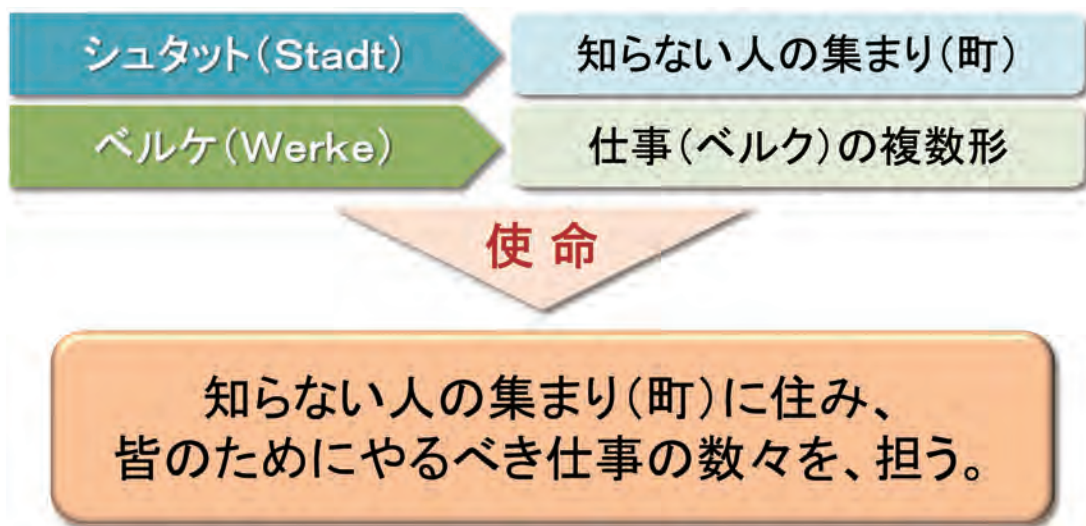 シュタット(Stadt)
知らない人の集まり(町)
ベルケ(Werke)
仕事(ベルク)の複数形
使命
知らない人の集まり(町)に住み、
皆のためにやるべき仕事の数々を、担う。